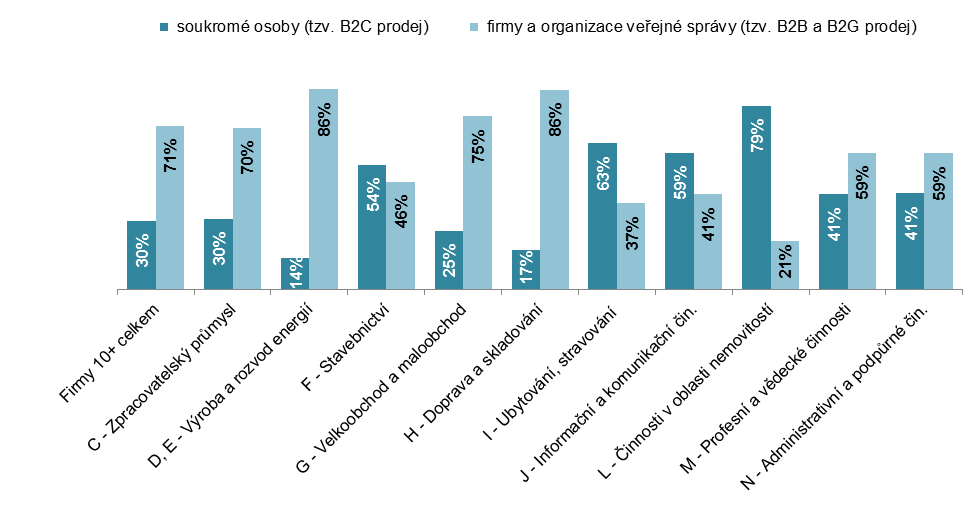 soukromé osoby (tzv. B2C prodej)
firmy a organizace veřejné správy (tzv. B2B a B2G prodej)
30%
71%
30%
70%
14%
86%
54%
46%
25%
75%
17%
86%
63%
37%
59%
41%
79%
21%
41%
59%
41%
59%
Firmy 10+ celkem
C - Zpracovatelský průmysl
D, E - Výroba a rozvod energií
F - Stavebnictví
G - Velkoobchod a maloobchod
H - Doprava a skladování
I - Ubytování, stravování
J - Informační a komunikační čin.
L - Činnosti v oblasti nemovitostí
M - Profesní a vědecké činnosti
N - Administrativní a podpůrné čin.